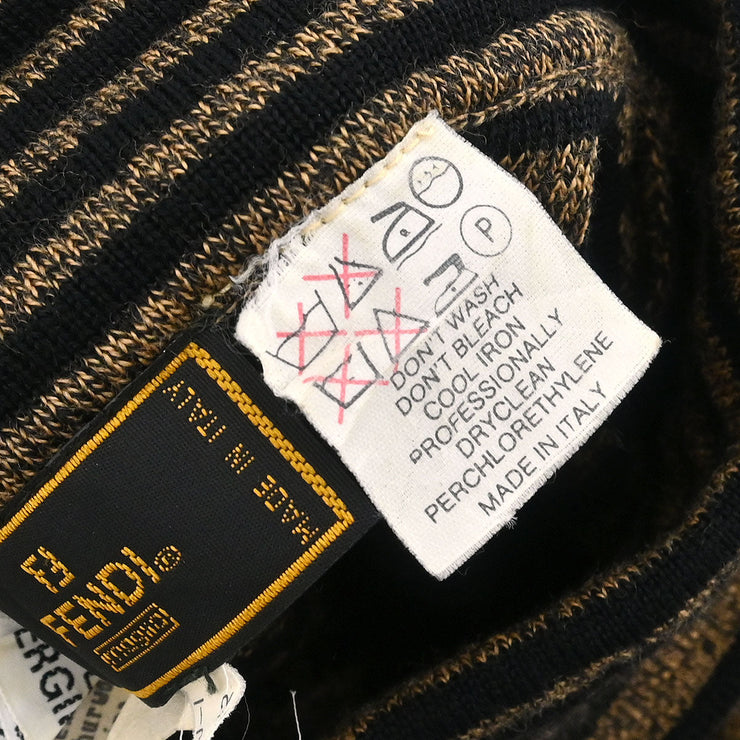 P
DON'T WASH
DON'T BLEACH
COOL IRON
PROFESSIONALLY
DRYCLEAN
PERCHLORETHYLENE
MADE IN ITALY
MADE IN ITALY
FENDI©